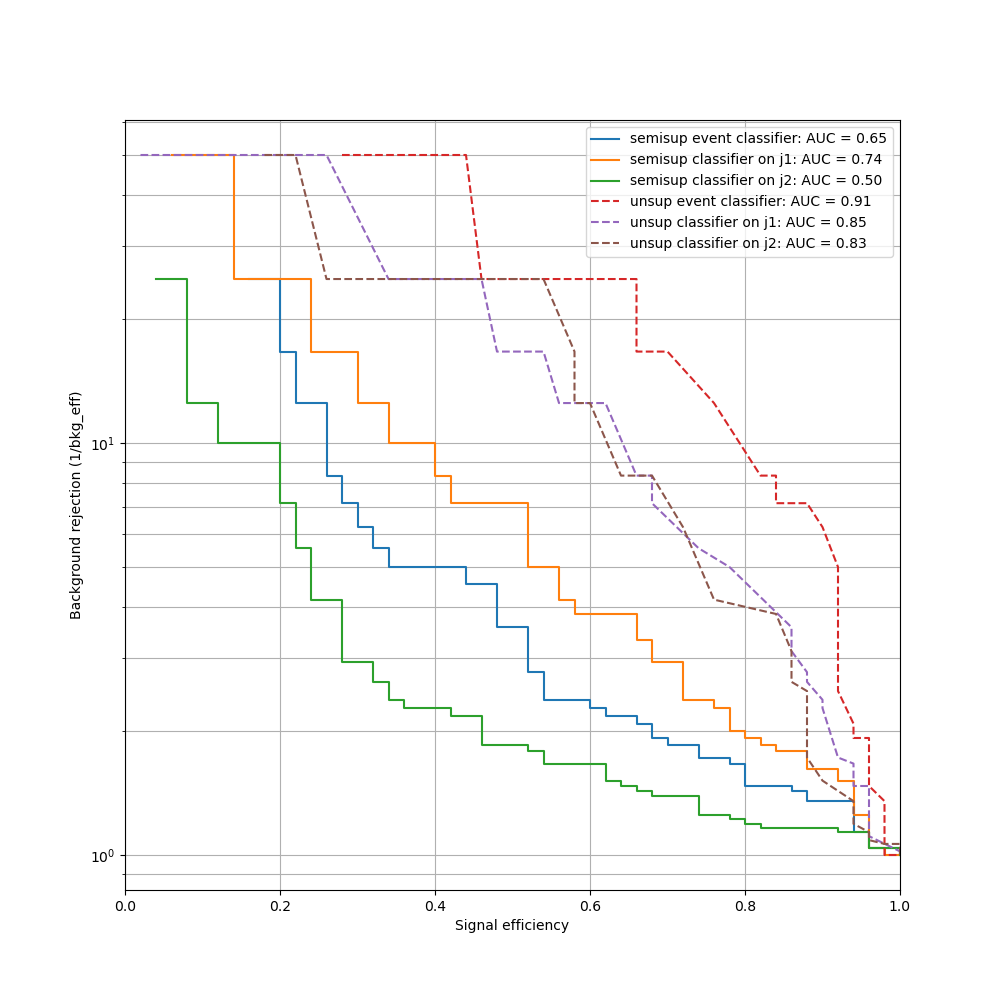 semisup event classifier: AUC = 0.65
semisup classifier on j1: AUC = 0.74
semisup classifier on j2: AUC = 0.50
unsup event classifier: AUC = 0.91
unsup classifier on j1: AUC = 0.85
unsup classifier on j2: AUC = 0.83
Background rejection (1/bkg_eff)
10¹
10⁰
0.0 0.2 0.4 0.6 0.8 1.0
Signal efficiency